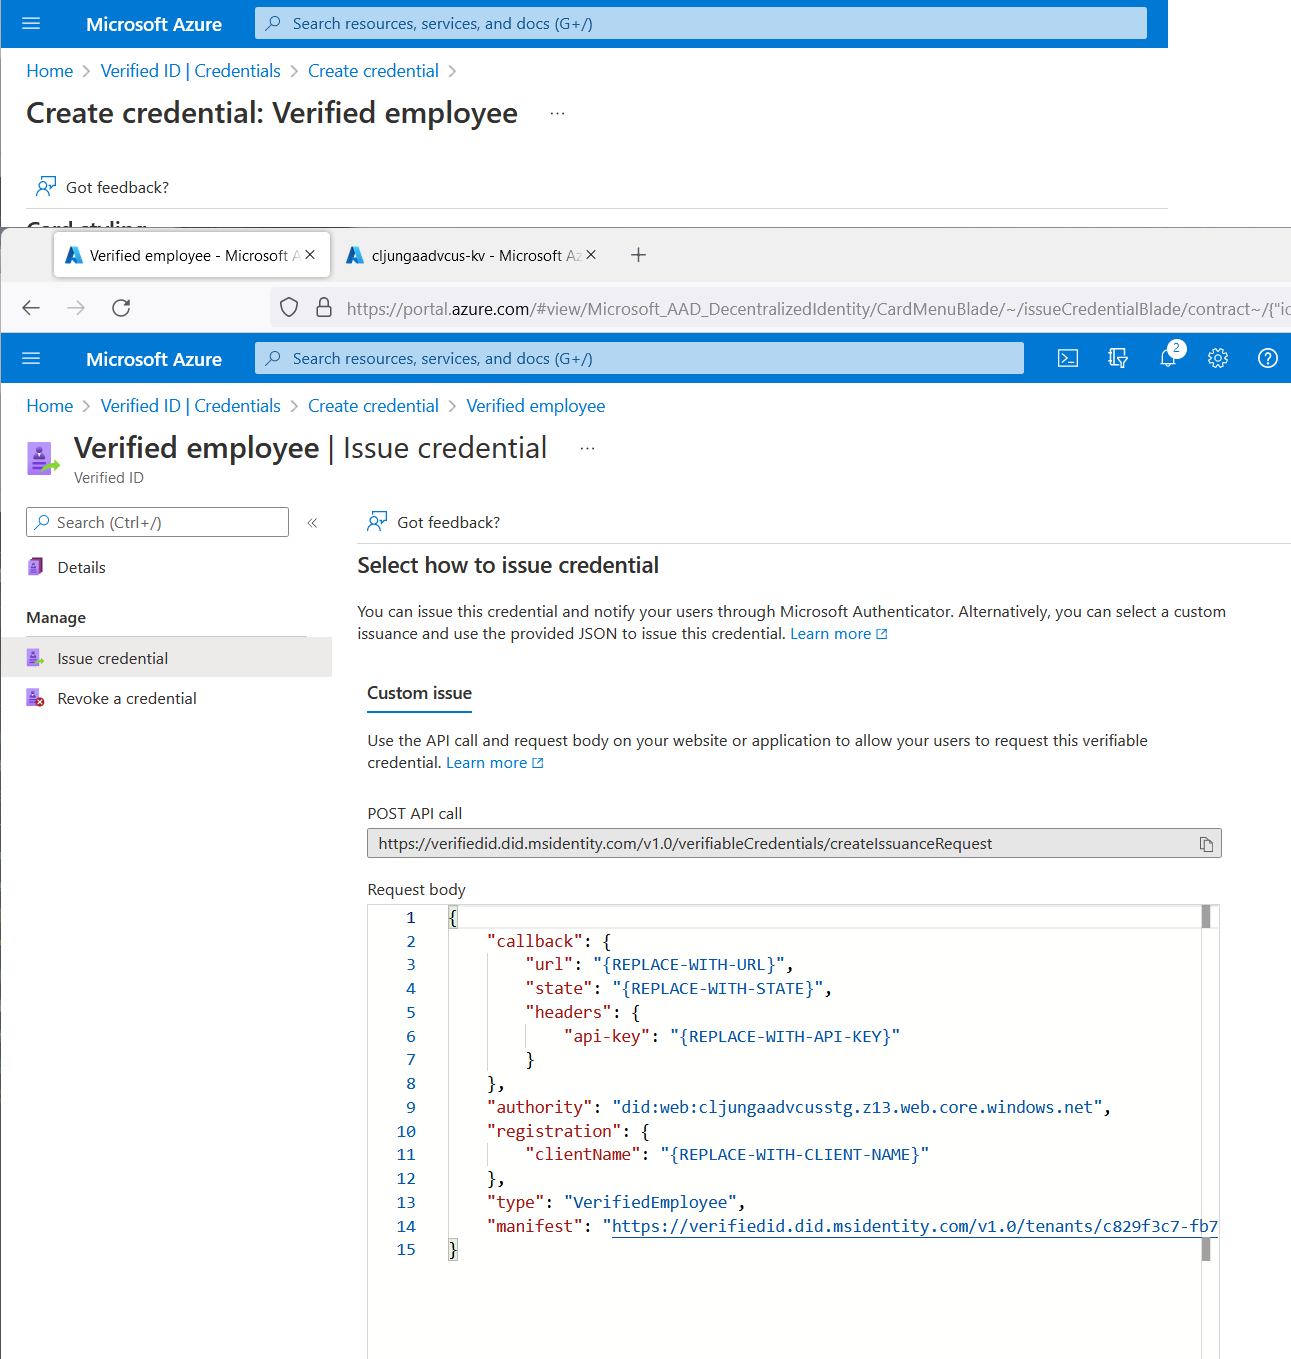 Microsoft Azure
Search resources, services, and docs (G+/)
Home > Verified ID | Credentials > Create credential >
Create credential: Verified employee ...
Got feedback?
Card styling
Verified employee - Microsoft A
cljungaadvcus-kv - Microsoft Az
https://portal.azure.com/#view/Microsoft_AAD_DecentralizedIdentity/CardMenuBlade/~/issueCredentialBlade/contract~/{"ic
Microsoft Azure
Search resources, services, and docs (G+/)
2
Home > Verified ID | Credentials > Create credential > Verified employee
Verified employee | Issue credential ...
Verified ID
Search (Ctrl+/)
«
Details
Manage
Issue credential
Revoke a credential
Got feedback?
Select how to issue credential
You can issue this credential and notify your users through Microsoft Authenticator. Alternatively, you can select a custom
issuance and use the provided JSON to issue this credential. Learn more
Custom issue
Use the API call and request body on your website or application to allow your users to request this verifiable
credential. Learn more
POST API call
https://verifiedid.did.msidentity.com/v1.0/verifiableCredentials/createIssuanceRequest
Request body
1 {
2 "callback": {
3 "url": "{REPLACE-WITH-URL}",
4 "state": "{REPLACE-WITH-STATE}",
5 "headers": {
6 "api-key": "{REPLACE-WITH-API-KEY}"
7 }
8 },
9 "authority": "did:web:cljungaadvcusstg.z13.web.core.windows.net",
10 "registration": {
11 "clientName": "{REPLACE-WITH-CLIENT-NAME}"
12 },
13 "type": "VerifiedEmployee",
14 "manifest": "https://verifiedid.did.msidentity.com/v1.0/tenants/c829f3c7-fb7
15 }